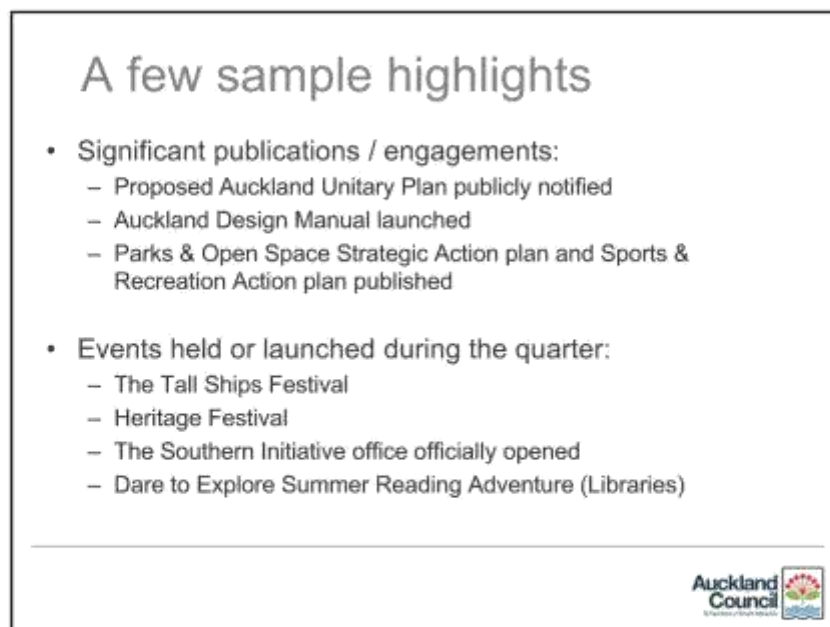 A few sample highlights
• Significant publications / engagements:
– Proposed Auckland Unitary Plan publicly notified
– Auckland Design Manual launched
– Parks & Open Space Strategic Action plan and Sports &
Recreation Action plan published
• Events held or launched during the quarter:
– The Tall Ships Festival
– Heritage Festival
– The Southern Initiative office officially opened
– Dare to Explore Summer Reading Adventure (Libraries)
Auckland
Council